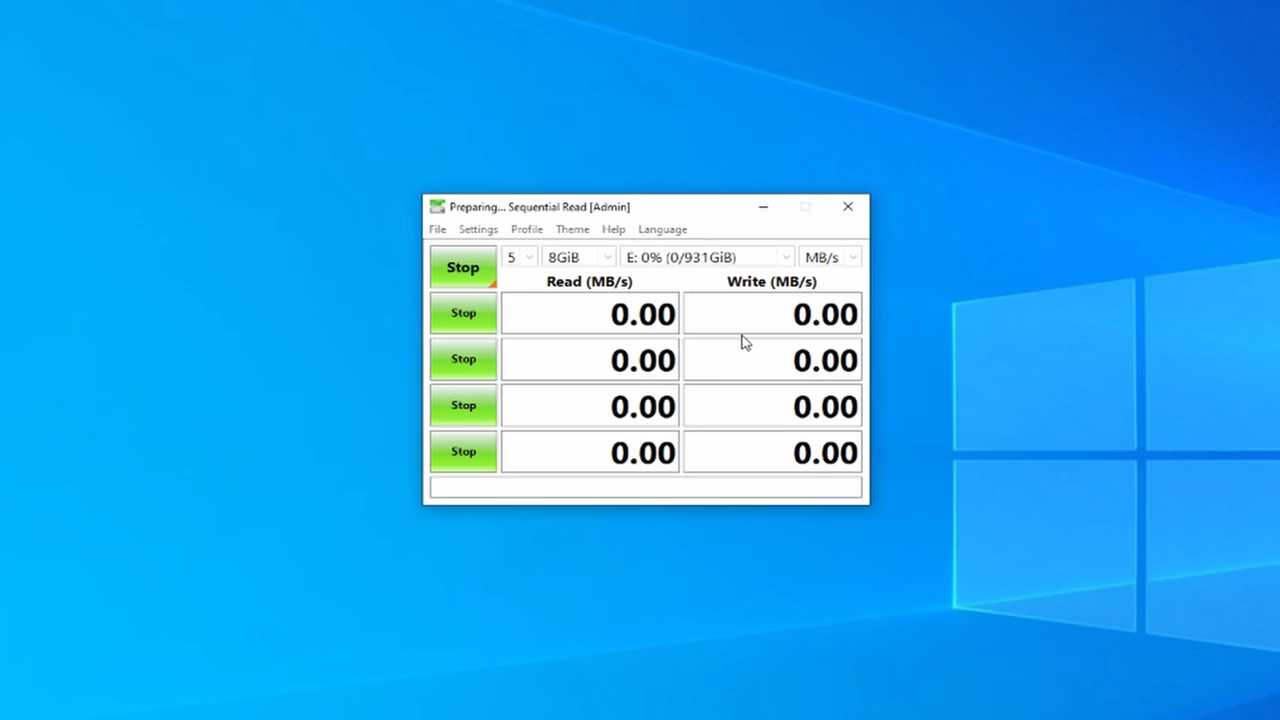 Preparing... Sequential Read [Admin]
File Settings Profile Theme Help Language
Stop 5 8GiB E: 0% (0/931GiB) MB/s
Read (MB/s) Write (MB/s)
Stop 0.00 0.00
Stop 0.00 0.00
Stop 0.00 0.00
Stop 0.00 0.00